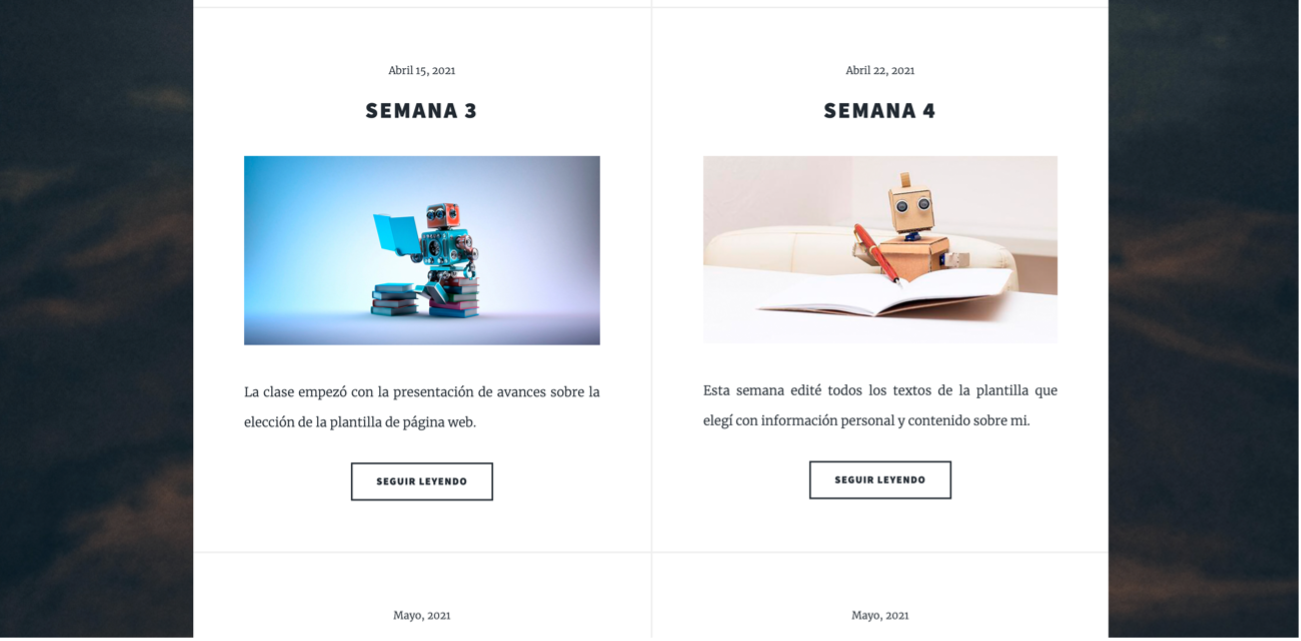 Abril 15, 2021
SEMANA 3
La clase empezó con la presentación de avances sobre la
elección de la plantilla de página web.
SEGUIR LEYENDO
Abril 22, 2021
SEMANA 4
Esta semana edité todos los textos de la plantilla que
elegí con información personal y contenido sobre mi.
SEGUIR LEYENDO
Mayo, 2021
Mayo, 2021